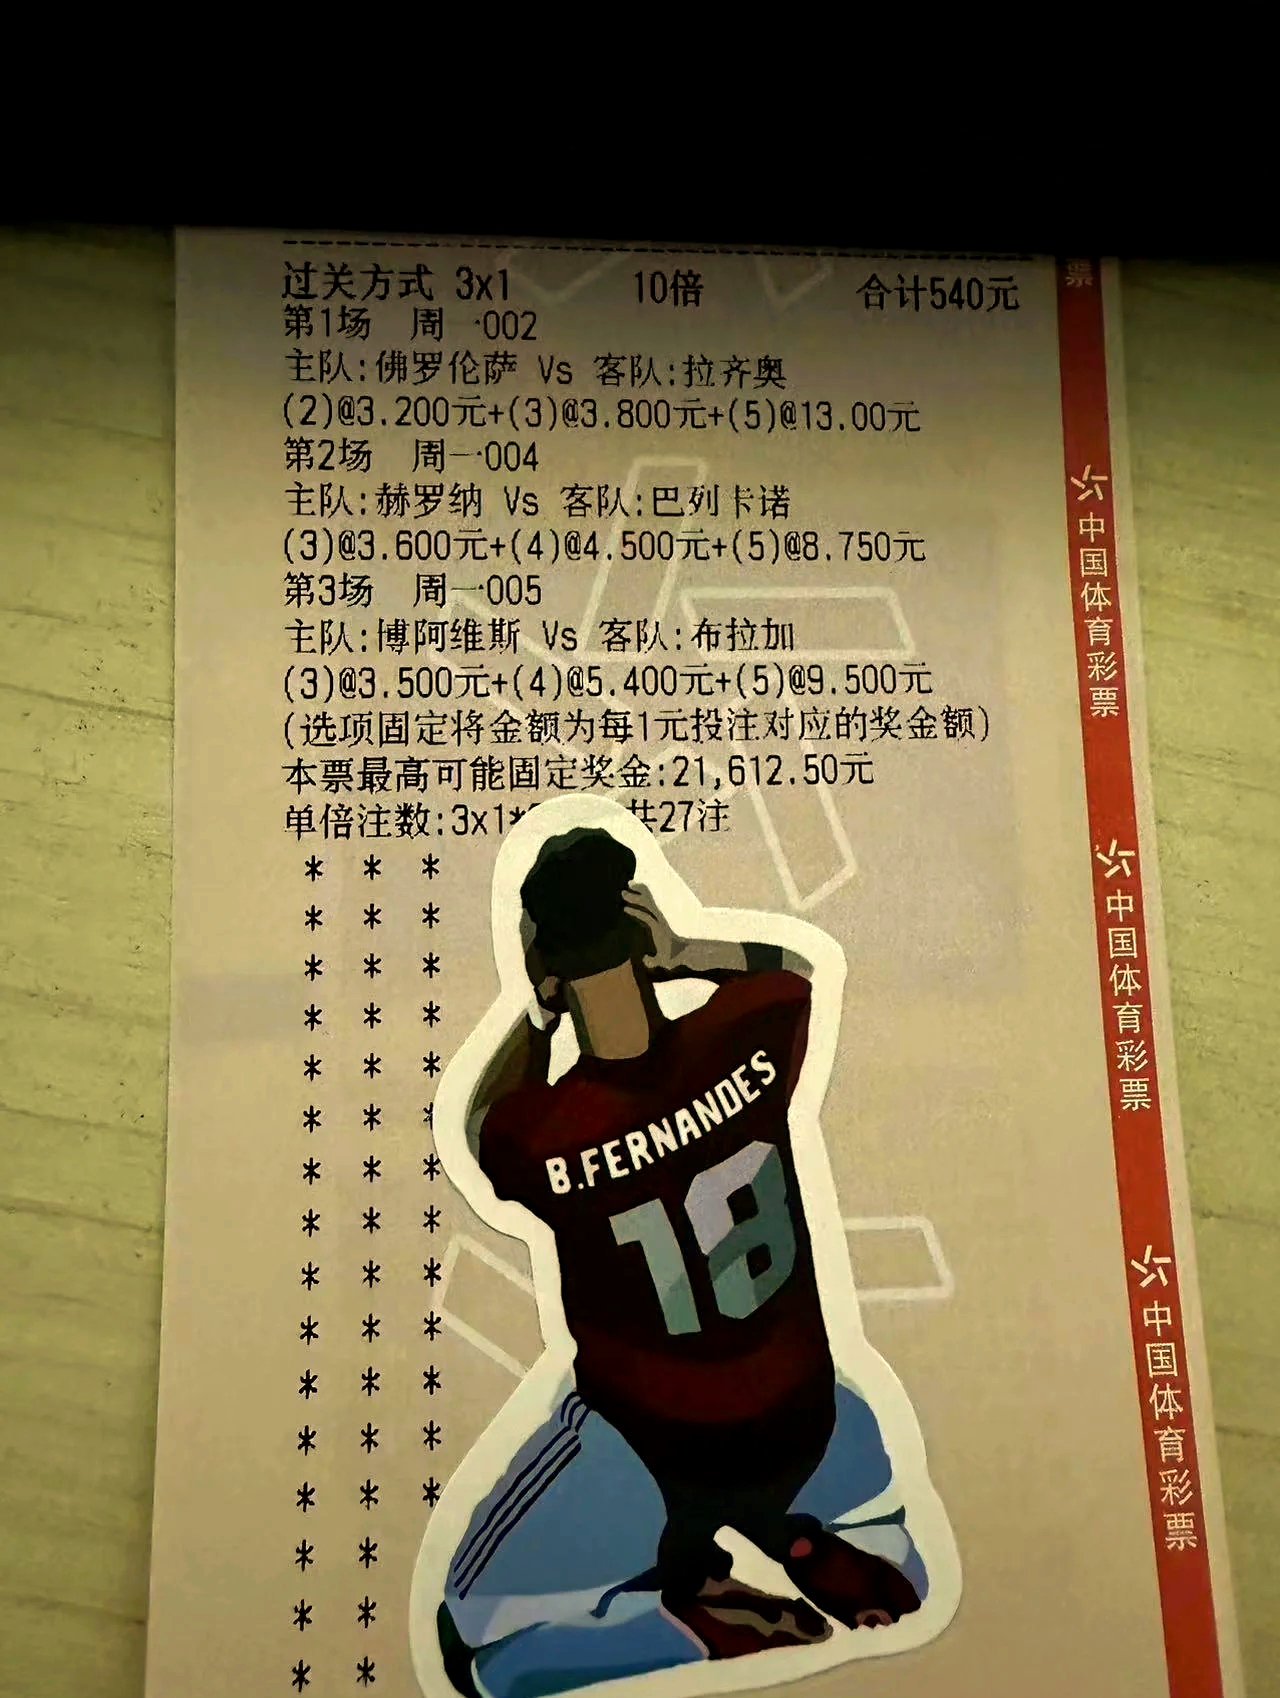 过关方式 3x1 10倍 合计540元
第1场 周 ·002
主队:佛罗伦萨 Vs 客队:拉齐奥
(2)@3.200元+(3)@3.800元+(5)@13.00元
第2场 周一·004
主队:赫罗纳 Vs 客队:巴列卡诺
(3)@3.600元+(4)@4.500元+(5)@8.750元
第3场 周一·005
主队:博阿维斯 Vs 客队:布拉加
(3)@3.500元+(4)@5.400元+(5)@9.500元
(选项固定将金额为每1元投注对应的奖金额)
本票最高可能固定奖金:21,612.50元
单倍注数:3x1* 共27注
* * *
* * *
* * *
* * *
* * *
* * *
* * *
* * *
* * *
* * *
* * *
* * *
* * *
* *
* *
* *
B.FERNANDES
18
票
中国体育彩票
中国体育彩票
中国体育彩票